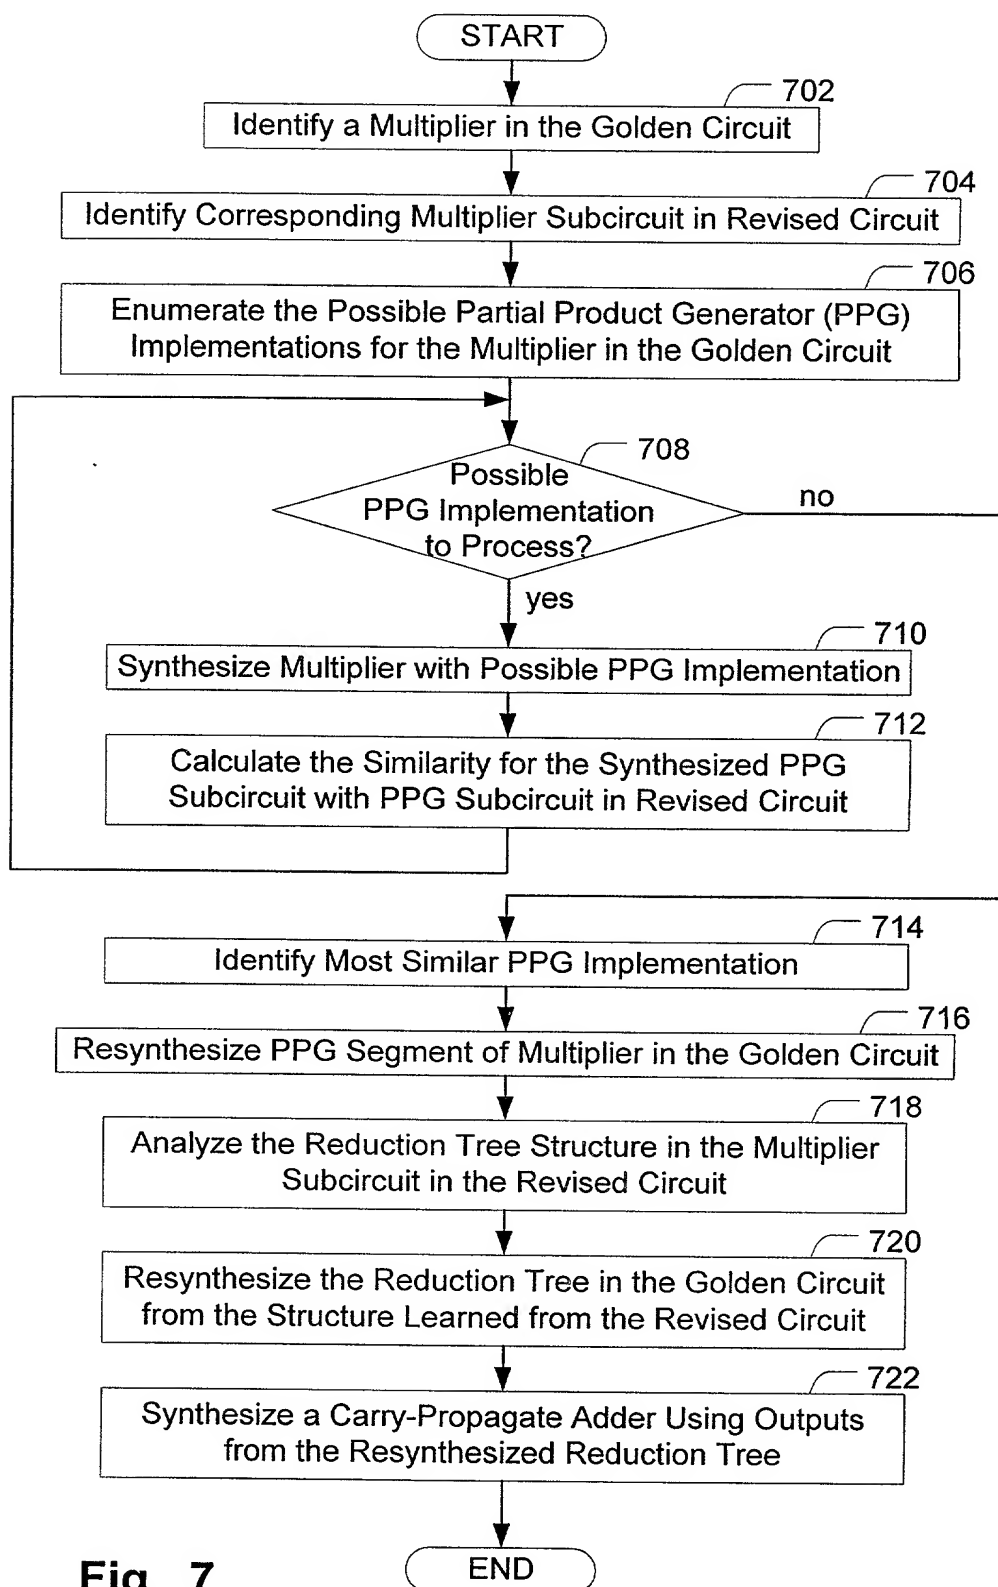 START
702
Identify a Multiplier in the Golden Circuit
704
Identify Corresponding Multiplier Subcircuit in Revised Circuit
706
Enumerate the Possible Partial Product Generator (PPG)
Implementations for the Multiplier in the Golden Circuit
708
Possible
PPG Implementation
to Process?
no
yes
710
Synthesize Multiplier with Possible PPG Implementation
712
Calculate the Similarity for the Synthesized PPG
Subcircuit with PPG Subcircuit in Revised Circuit
714
Identify Most Similar PPG Implementation
716
Resynthesize PPG Segment of Multiplier in the Golden Circuit
718
Analyze the Reduction Tree Structure in the Multiplier
Subcircuit in the Revised Circuit
720
Resynthesize the Reduction Tree in the Golden Circuit
from the Structure Learned from the Revised Circuit
722
Synthesize a Carry-Propagate Adder Using Outputs
from the Resynthesized Reduction Tree
END
Fig. 7